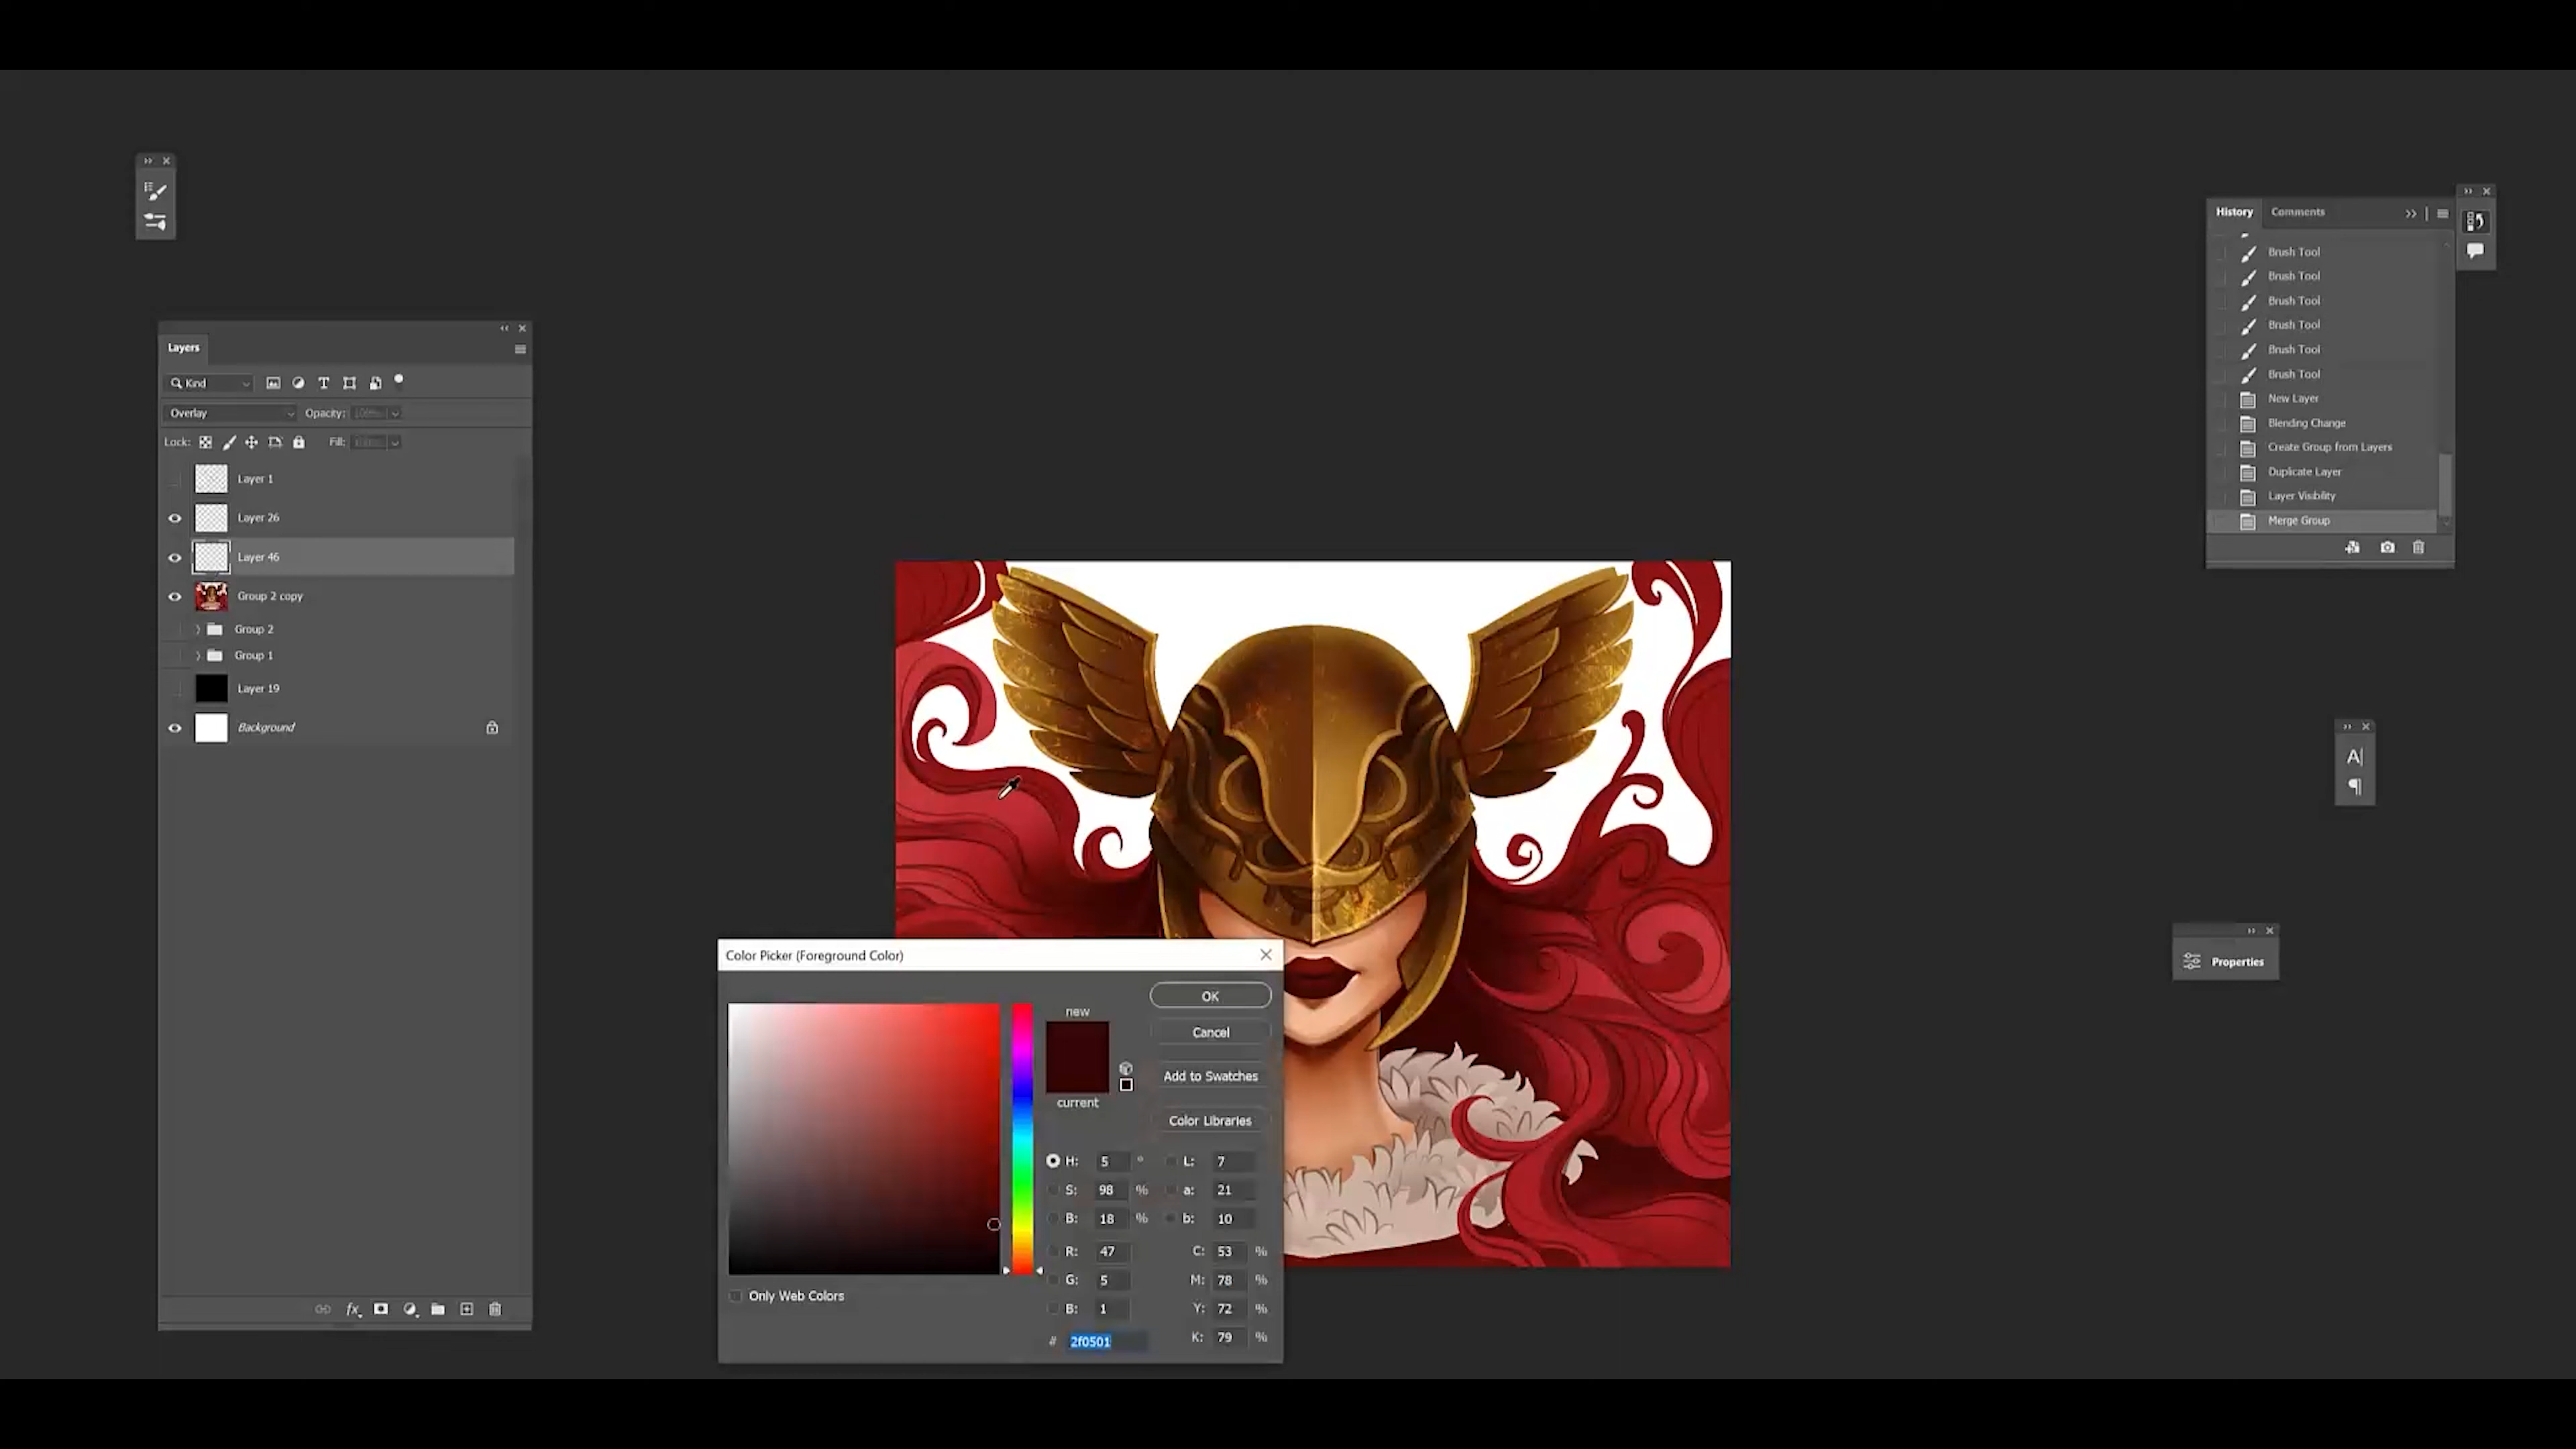 Layers
Kind
Overlay
Opacity:
Lock:
Fill:
Layer 1
Layer 26
Layer 46
Group 2 copy
Group 2
Group 1
Layer 19
Background
fx
Color Picker (Foreground Color)
new
current
OK
Cancel
Add to Swatches
Color Libraries
H: 5 °
L: 7
S: 98 %
a: 21
B: 18 %
b: 10
R: 47
C: 53 %
G: 5
M: 78 %
B: 1
Y: 72 %
# 2f0501
K: 79 %
Only Web Colors
History
Comments
Brush Tool
Brush Tool
Brush Tool
Brush Tool
Brush Tool
Brush Tool
New Layer
Blending Change
Create Group from Layers
Duplicate Layer
Layer Visibility
Merge Group
A
Properties